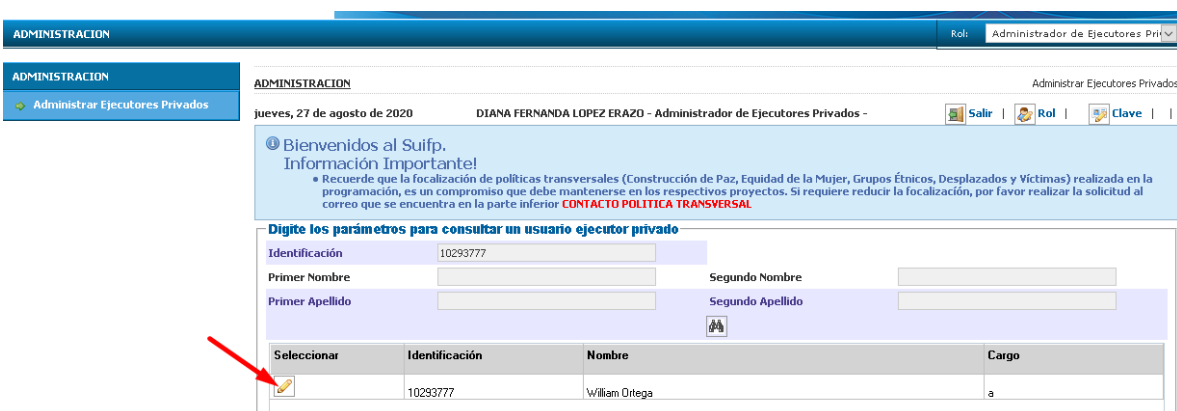 ADMINISTRACION
Rol: Administrador de Ejecutores Pri
ADMINISTRACION
Administrar Ejecutores Privados
ADMINISTRACION Administrar Ejecutores Privados
jueves, 27 de agosto de 2020 DIANA FERNANDA LOPEZ ERAZO - Administrador de Ejecutores Privados - Salir | Rol | Clave | |
Bienvenidos al Suifp.
Información Importante!
• Recuerde que la focalización de políticas transversales (Construcción de Paz, Equidad de la Mujer, Grupos Étnicos, Desplazados y Víctimas) realizada en la
programación, es un compromiso que debe mantenerse en los respectivos proyectos. Si requiere reducir la focalización, por favor realizar la solicitud al
correo que se encuentra en la parte inferior CONTACTO POLITICA TRANSVERSAL
Digite los parámetros para consultar un usuario ejecutor privado
Identificación 10293777
Primer Nombre Segundo Nombre
Primer Apellido Segundo Apellido
Seleccionar Identificación Nombre Cargo
10293777 William Ortega a